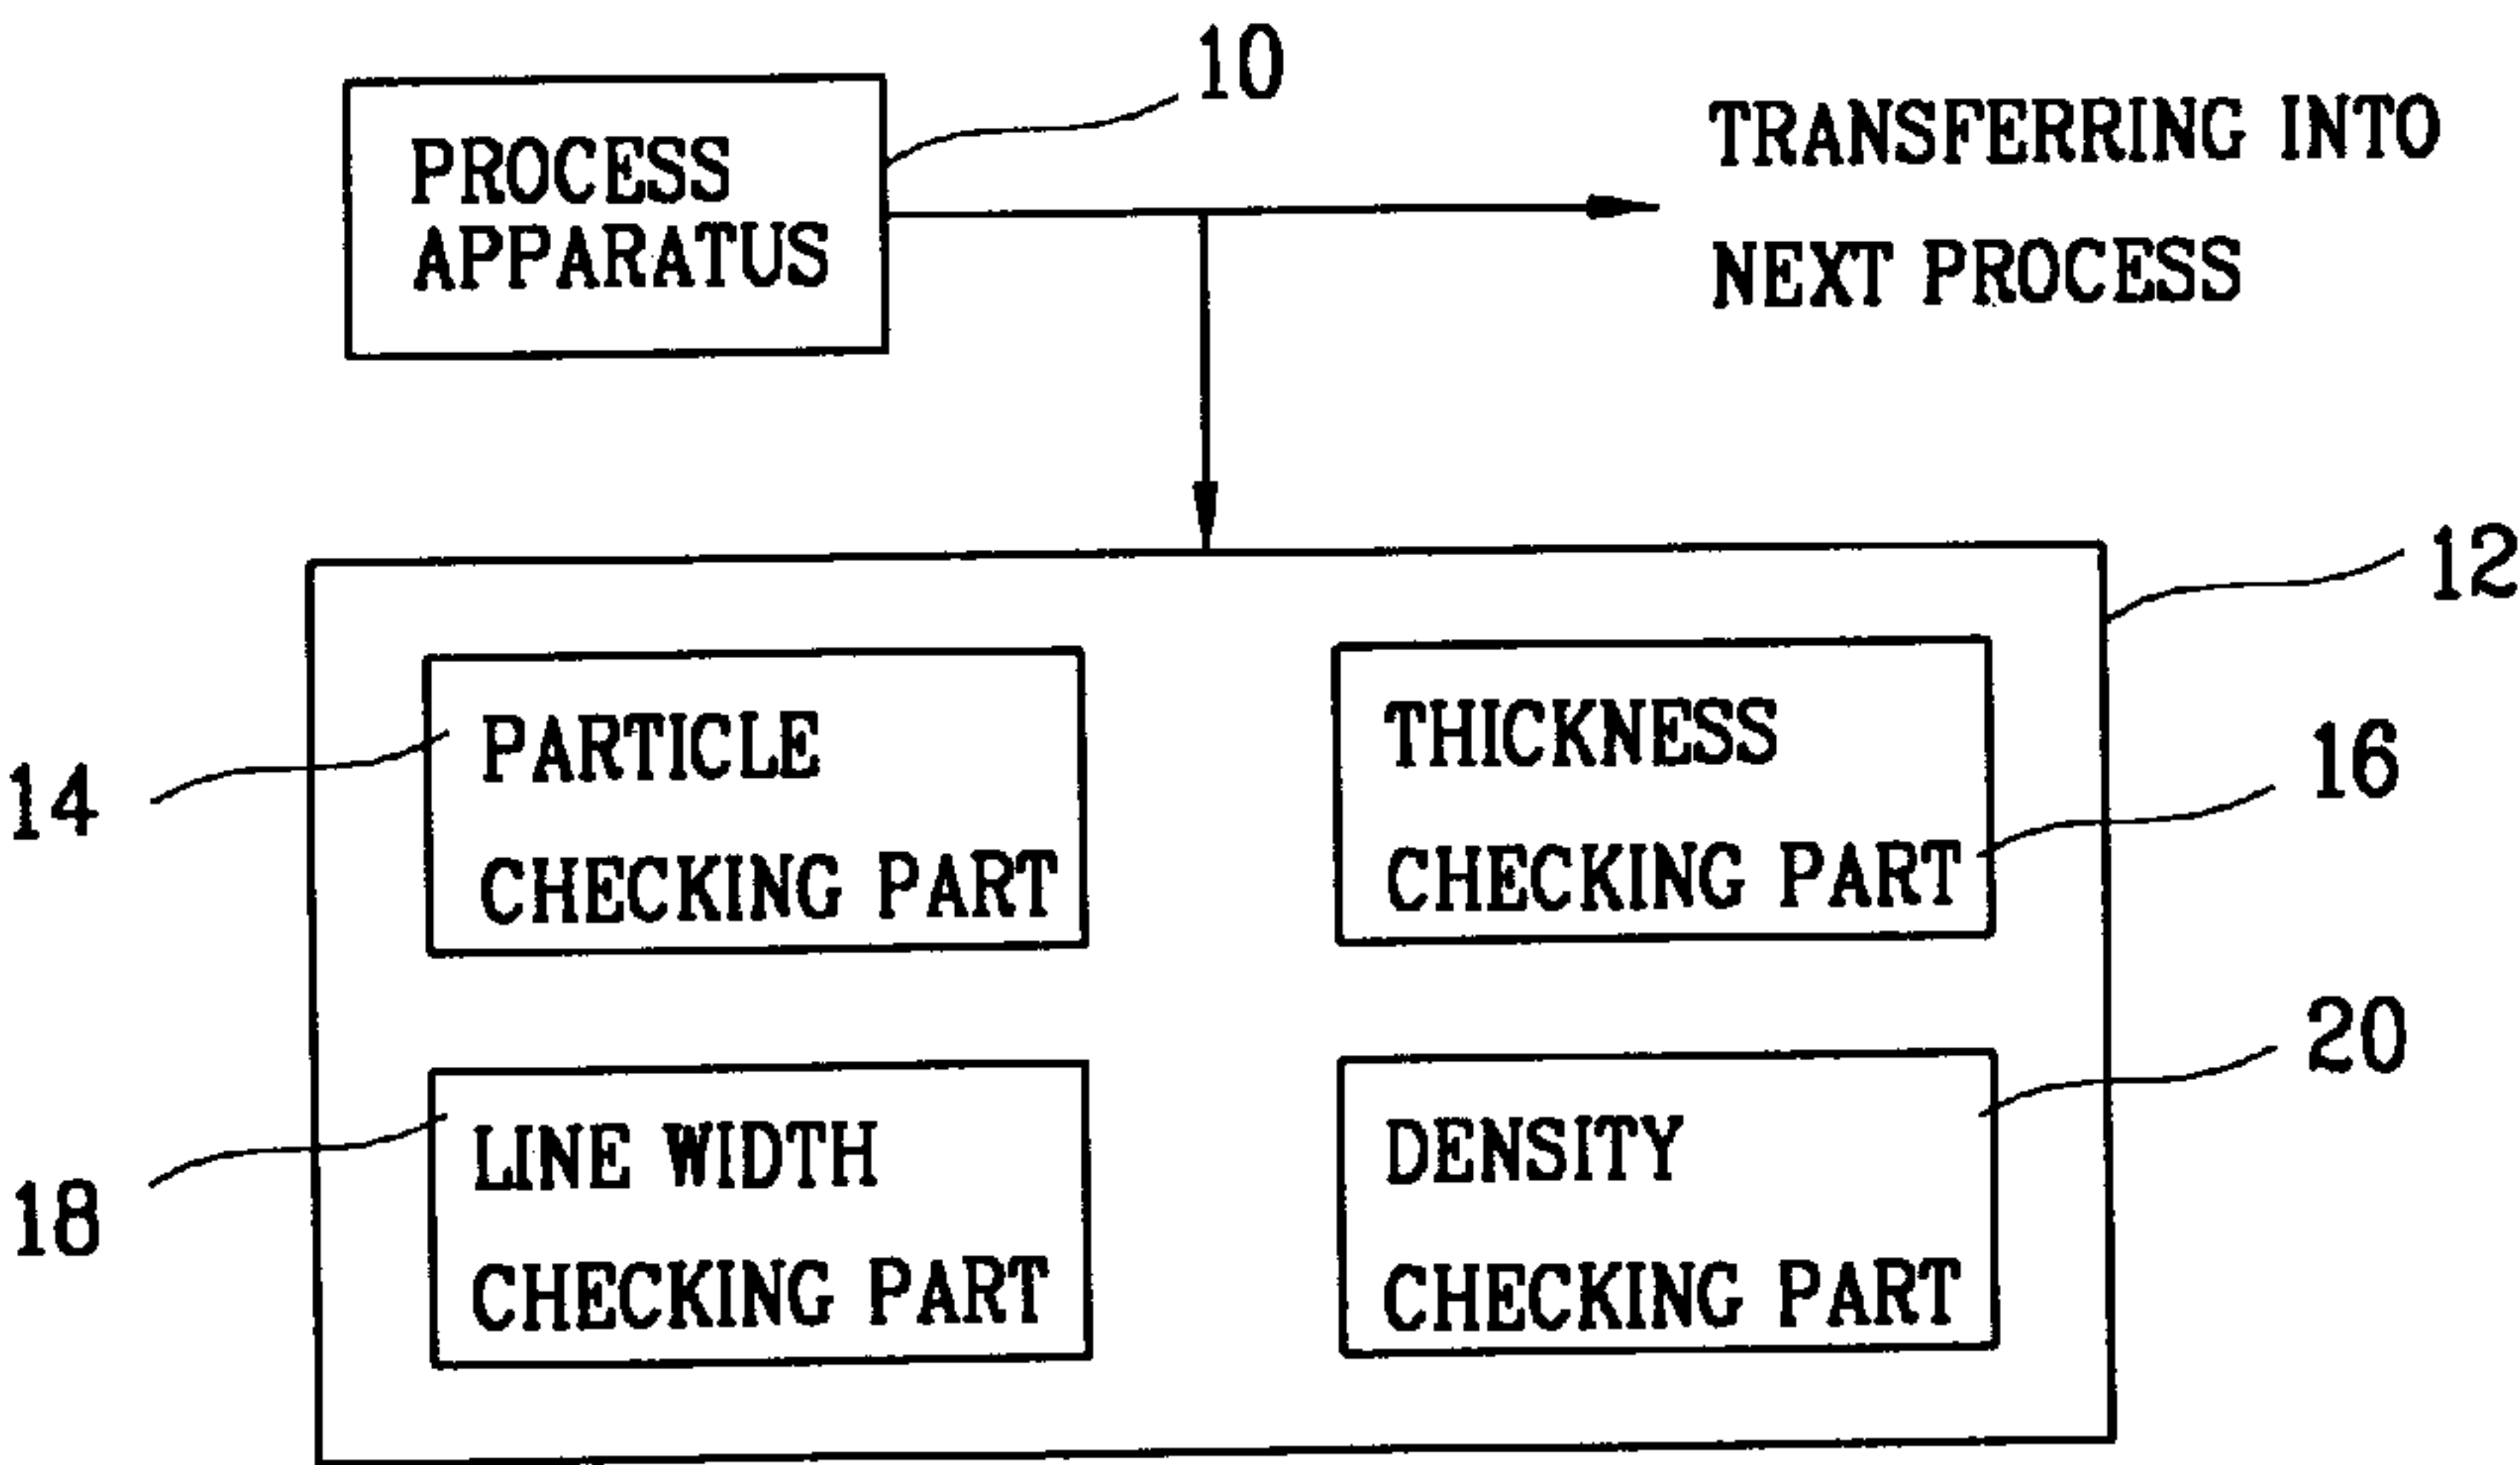 10
PROCESS
APPARATUS
TRANSFERRING INTO
NEXT PROCESS
12
14
PARTICLE
CHECKING PART
THICKNESS
CHECKING PART
16
18
LINE WIDTH
CHECKING PART
DENSITY
CHECKING PART
20